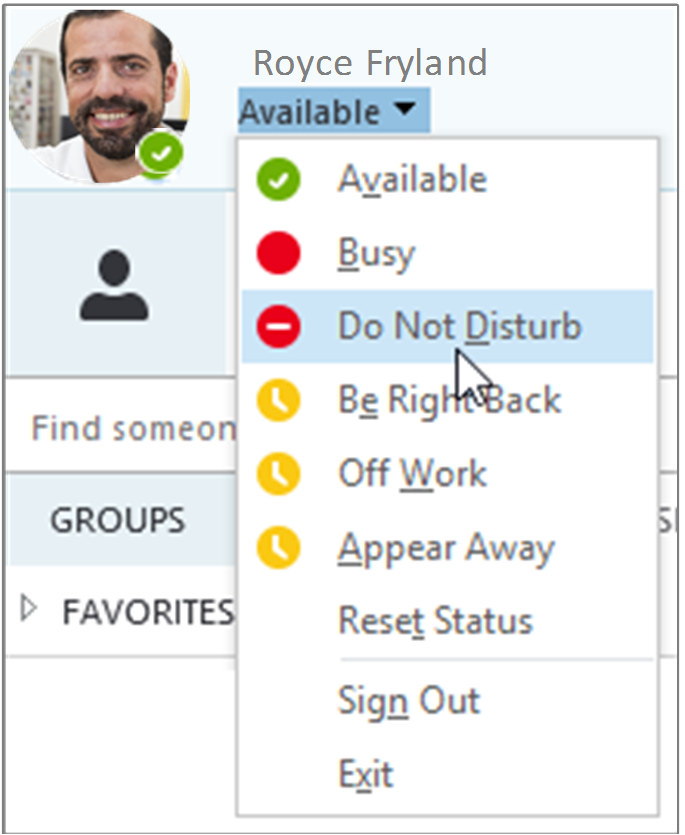 Royce Fryland
Available
Available
Busy
Do Not Disturb
Be Right Back
Find someon
Off Work
GROUPS
Appear Away
FAVORITES
Reset Status
Sign Out
Exit